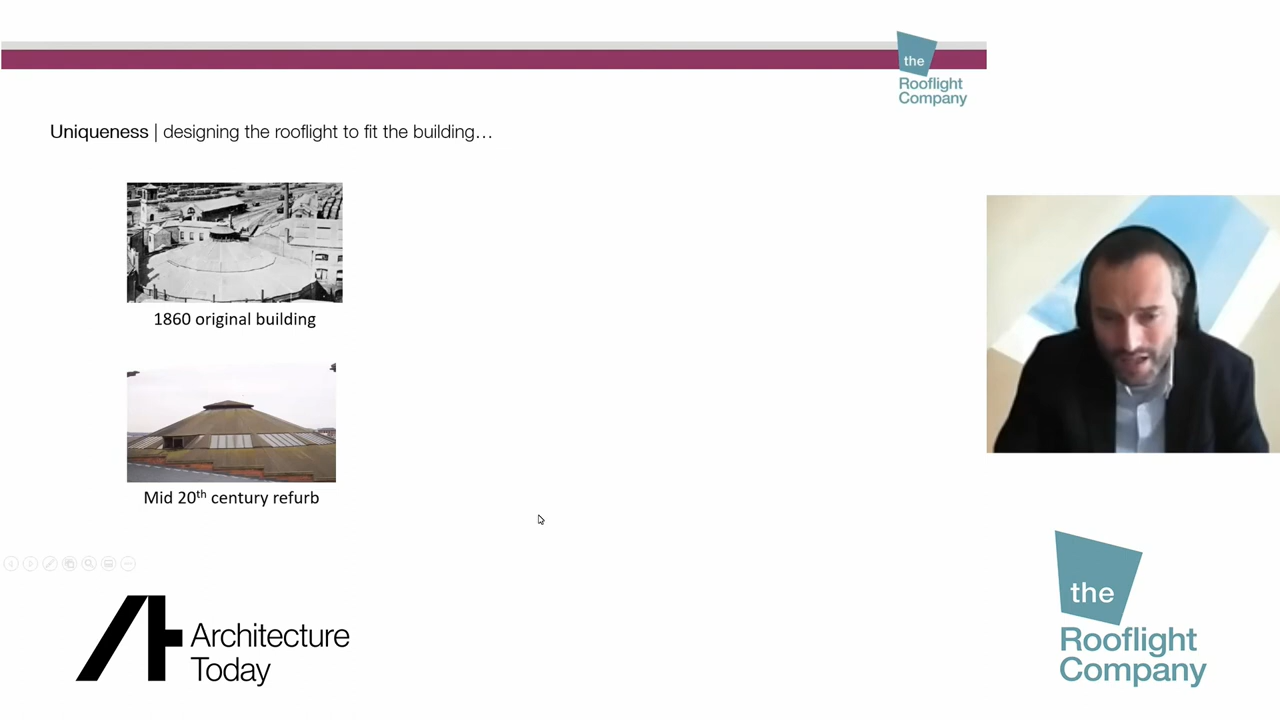 the
Rooflight
Company
Uniqueness | designing the rooflight to fit the building…
1860 original building
Mid 20th century refurb
Architecture
Today
the
Rooflight
Company